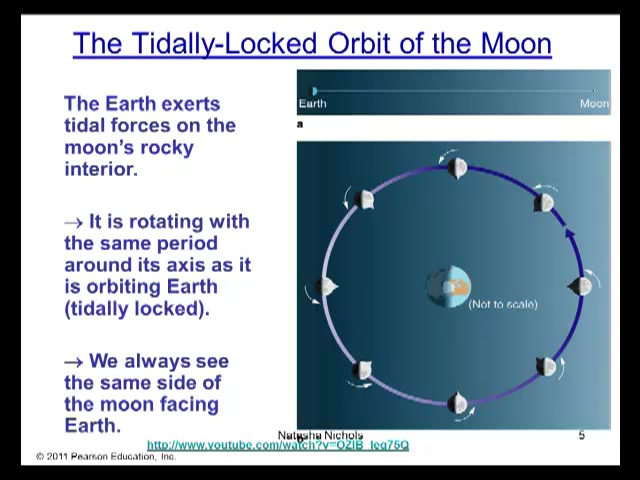 The Tidally-Locked Orbit of the Moon
The Earth exerts
tidal forces on the
moon's rocky
interior.
→ It is rotating with
the same period
around its axis as it
is orbiting Earth
(tidally locked).
→ We always see
the same side of
the moon facing
Earth.
Earth
Moon
a
(Not to scale)
Natasha Nichols
5
© 2011 Pearson Education, Inc.